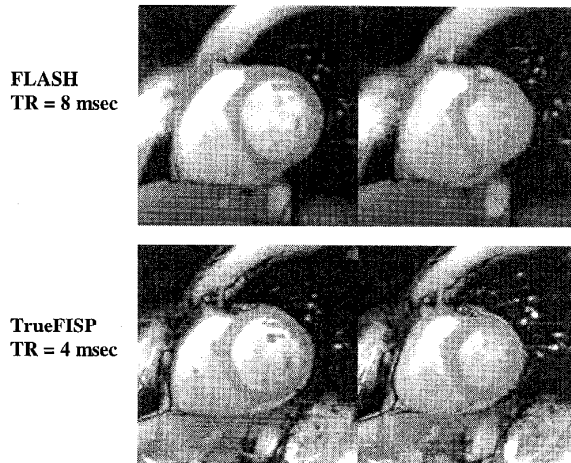 FLASH
TR = 8 msec
TrueFISP
TR = 4 msec